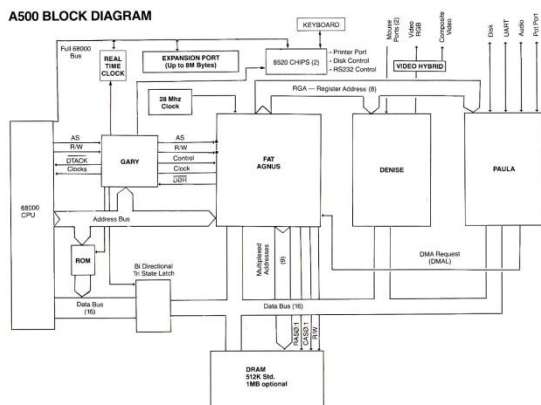 A500 BLOCK DIAGRAM
KEYBOARD
Mouse
Ports (2)
Video
RGB
Composite
Video
Disk
UART
Audio
Pot Port
Full 68000
Bus
REAL
TIME
CLOCK
EXPANSION PORT
(Up to 8M Bytes)
8520 CHIPS (2)
- Printer Port
- Disk Control
- RS232 Control
VIDEO HYBRID
28 Mhz
Clock
RGA — Register Address (8)
AS
R/W
DTACK
Clocks
GARY
AS
R/W
Control
Clock
DBR
FAT
AGNUS
DENISE
PAULA
68000
CPU
Address Bus
ROM
Bi Directional
Tri State Latch
Multiplexed
Addresses
(9)
DMA Request
(DMAL)
Data Bus
(16)
Data Bus (16)
RASØ:1
CASØ:1
R/W
DRAM
512K Std.
1MB optional